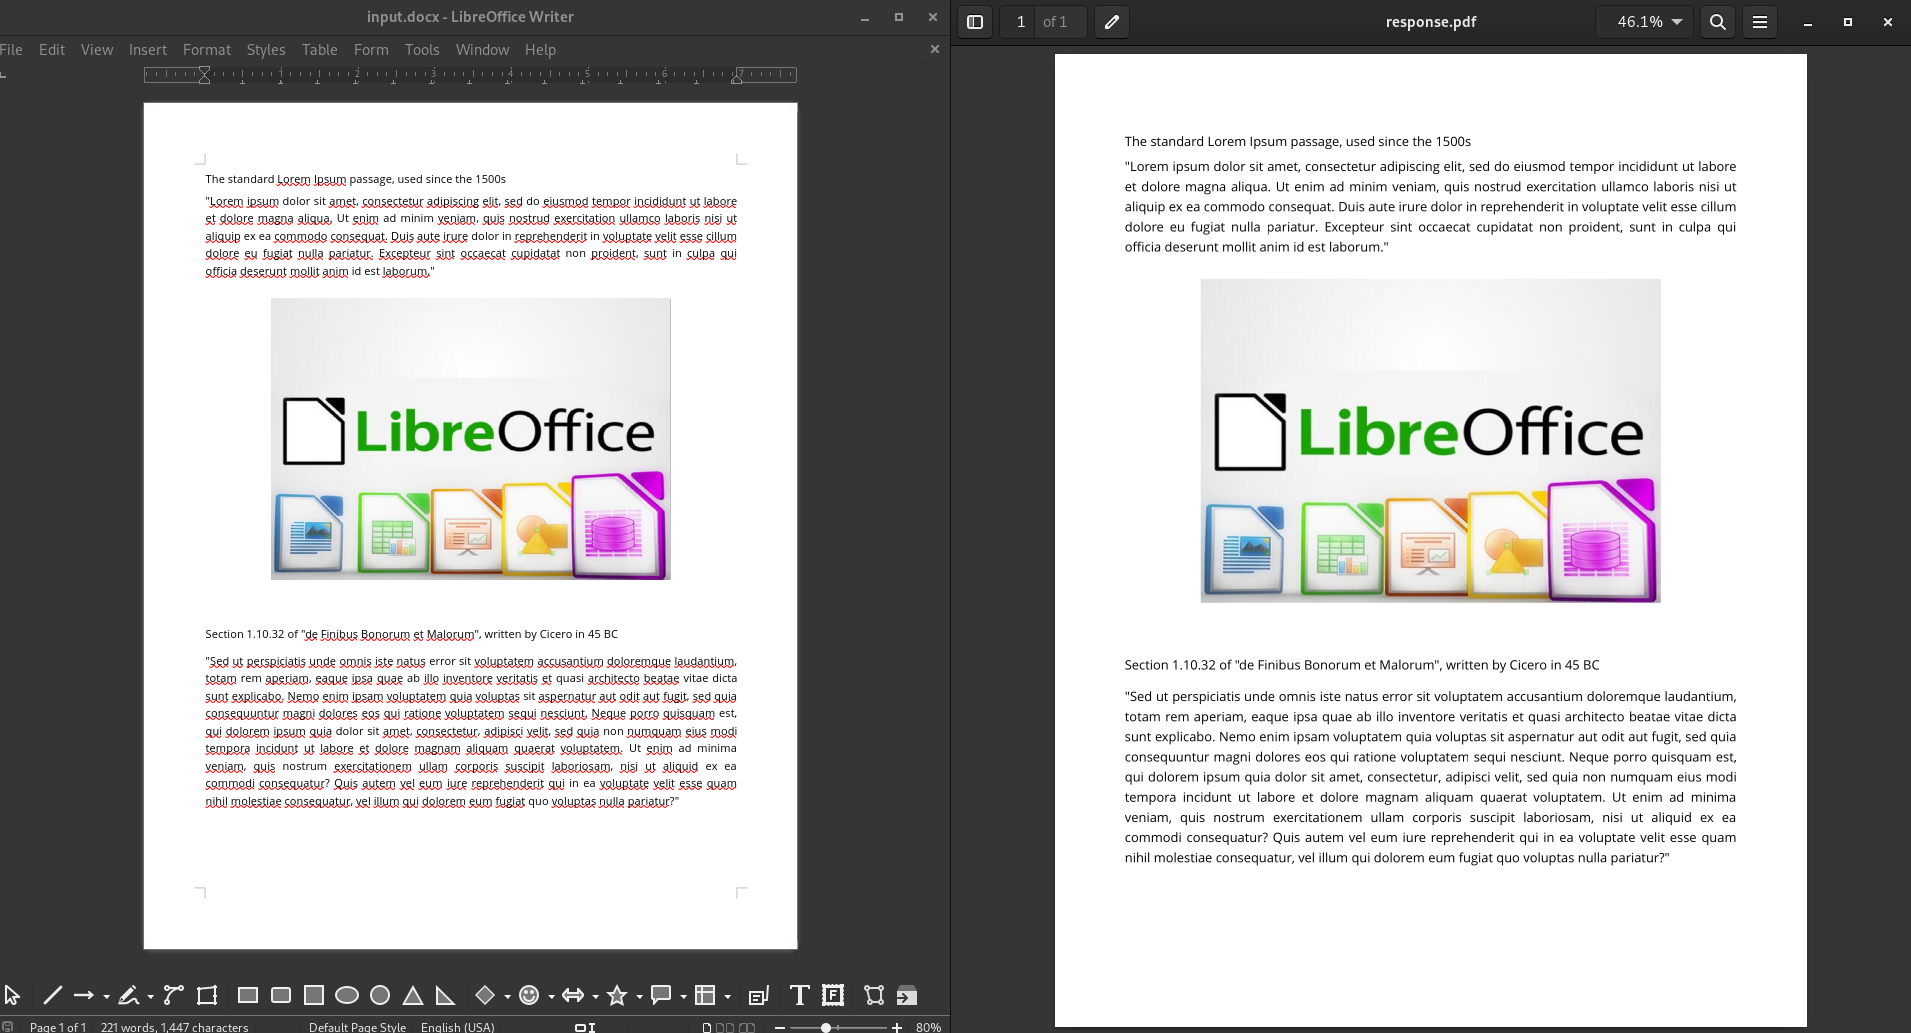 input.docx - LibreOffice Writer
File Edit View Insert Format Styles Table Form Tools Window Help
1 2 3 4 5 6 7
The standard Lorem Ipsum passage, used since the 1500s
"Lorem ipsum dolor sit amet, consectetur adipiscing elit, sed do eiusmod tempor incididunt ut labore
et dolore magna aliqua. Ut enim ad minim veniam, quis nostrud exercitation ullamco laboris nisi ut
aliquip ex ea commodo consequat. Duis aute irure dolor in reprehenderit in voluptate velit esse cillum
dolore eu fugiat nulla pariatur. Excepteur sint occaecat cupidatat non proident, sunt in culpa qui
officia deserunt mollit anim id est laborum."
LibreOffice
Section 1.10.32 of "de Finibus Bonorum et Malorum", written by Cicero in 45 BC
"Sed ut perspiciatis unde omnis iste natus error sit voluptatem accusantium doloremque laudantium,
totam rem aperiam, eaque ipsa quae ab illo inventore veritatis et quasi architecto beatae vitae dicta
sunt explicabo. Nemo enim ipsam voluptatem quia voluptas sit aspernatur aut odit aut fugit, sed quia
consequuntur magni dolores eos qui ratione voluptatem sequi nesciunt. Neque porro quisquam est,
qui dolorem ipsum quia dolor sit amet, consectetur, adipisci velit, sed quia non numquam eius modi
tempora incidunt ut labore et dolore magnam aliquam quaerat voluptatem. Ut enim ad minima
veniam, quis nostrum exercitationem ullam corporis suscipit laboriosam, nisi ut aliquid ex ea
commodi consequatur? Quis autem vel eum iure reprehenderit qui in ea voluptate velit esse quam
nihil molestiae consequatur, vel illum qui dolorem eum fugiat quo voluptas nulla pariatur?"
T F
Page 1 of 1 221 words, 1,447 characters Default Page Style English (USA) 80%
1 of 1 response.pdf 46.1%
The standard Lorem Ipsum passage, used since the 1500s
"Lorem ipsum dolor sit amet, consectetur adipiscing elit, sed do eiusmod tempor incididunt ut labore
et dolore magna aliqua. Ut enim ad minim veniam, quis nostrud exercitation ullamco laboris nisi ut
aliquip ex ea commodo consequat. Duis aute irure dolor in reprehenderit in voluptate velit esse cillum
dolore eu fugiat nulla pariatur. Excepteur sint occaecat cupidatat non proident, sunt in culpa qui
officia deserunt mollit anim id est laborum."
LibreOffice
Section 1.10.32 of "de Finibus Bonorum et Malorum", written by Cicero in 45 BC
"Sed ut perspiciatis unde omnis iste natus error sit voluptatem accusantium doloremque laudantium,
totam rem aperiam, eaque ipsa quae ab illo inventore veritatis et quasi architecto beatae vitae dicta
sunt explicabo. Nemo enim ipsam voluptatem quia voluptas sit aspernatur aut odit aut fugit, sed quia
consequuntur magni dolores eos qui ratione voluptatem sequi nesciunt. Neque porro quisquam est,
qui dolorem ipsum quia dolor sit amet, consectetur, adipisci velit, sed quia non numquam eius modi
tempora incidunt ut labore et dolore magnam aliquam quaerat voluptatem. Ut enim ad minima
veniam, quis nostrum exercitationem ullam corporis suscipit laboriosam, nisi ut aliquid ex ea
commodi consequatur? Quis autem vel eum iure reprehenderit qui in ea voluptate velit esse quam
nihil molestiae consequatur, vel illum qui dolorem eum fugiat quo voluptas nulla pariatur?"